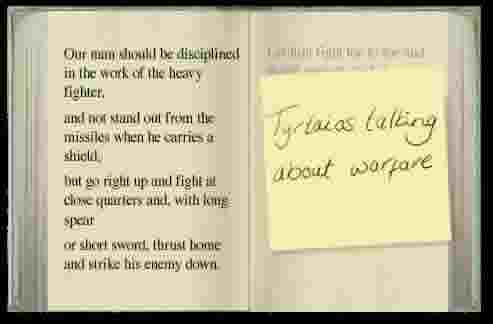 Our man should be disciplined
in the work of the heavy
fighter,
and not stand out from the
missiles when he carries a
shield,
but go right up and fight at
close quarters and, with long
spear
or short sword, thrust home
and strike his enemy down.
Tyrtaios talking
about warfare